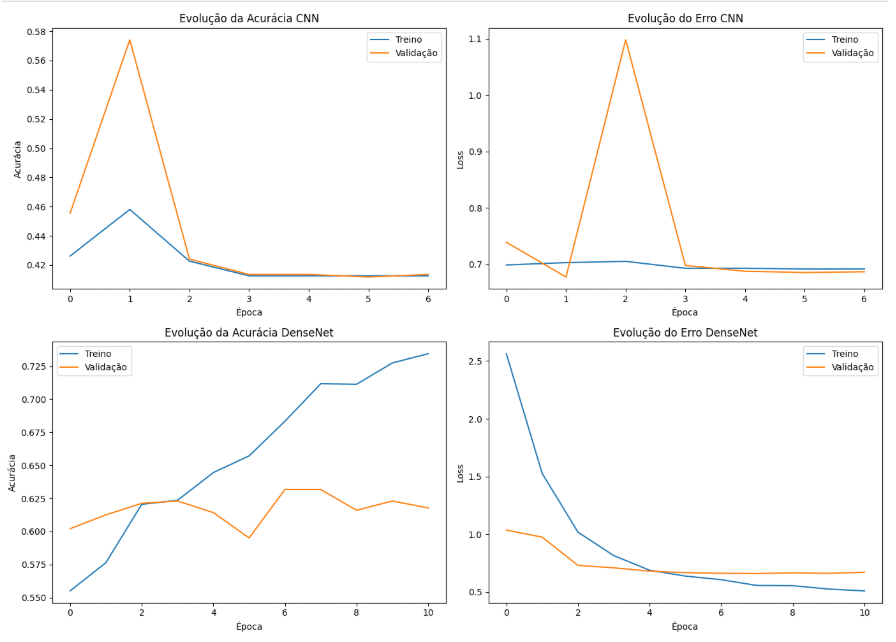 Evolução da Acurácia CNN
Acurácia
0.58
0.56
0.54
0.52
0.50
0.48
0.46
0.44
0.42
Treino
Validação
0 1 2 3 4 5 6
Época
Evolução do Erro CNN
Loss
1.1
1.0
0.9
0.8
0.7
Treino
Validação
0 1 2 3 4 5 6
Época
Evolução da Acurácia DenseNet
Acurácia
0.725
0.700
0.675
0.650
0.625
0.600
0.575
0.550
Treino
Validação
0 2 4 6 8 10
Época
Evolução do Erro DenseNet
Loss
2.5
2.0
1.5
1.0
0.5
Treino
Validação
0 2 4 6 8 10
Época